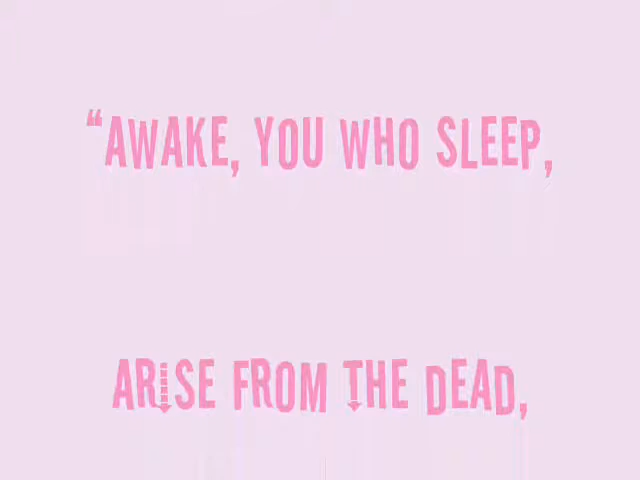 “AWAKE, YOU WHO SLEEP,
ARISE FROM THE DEAD,